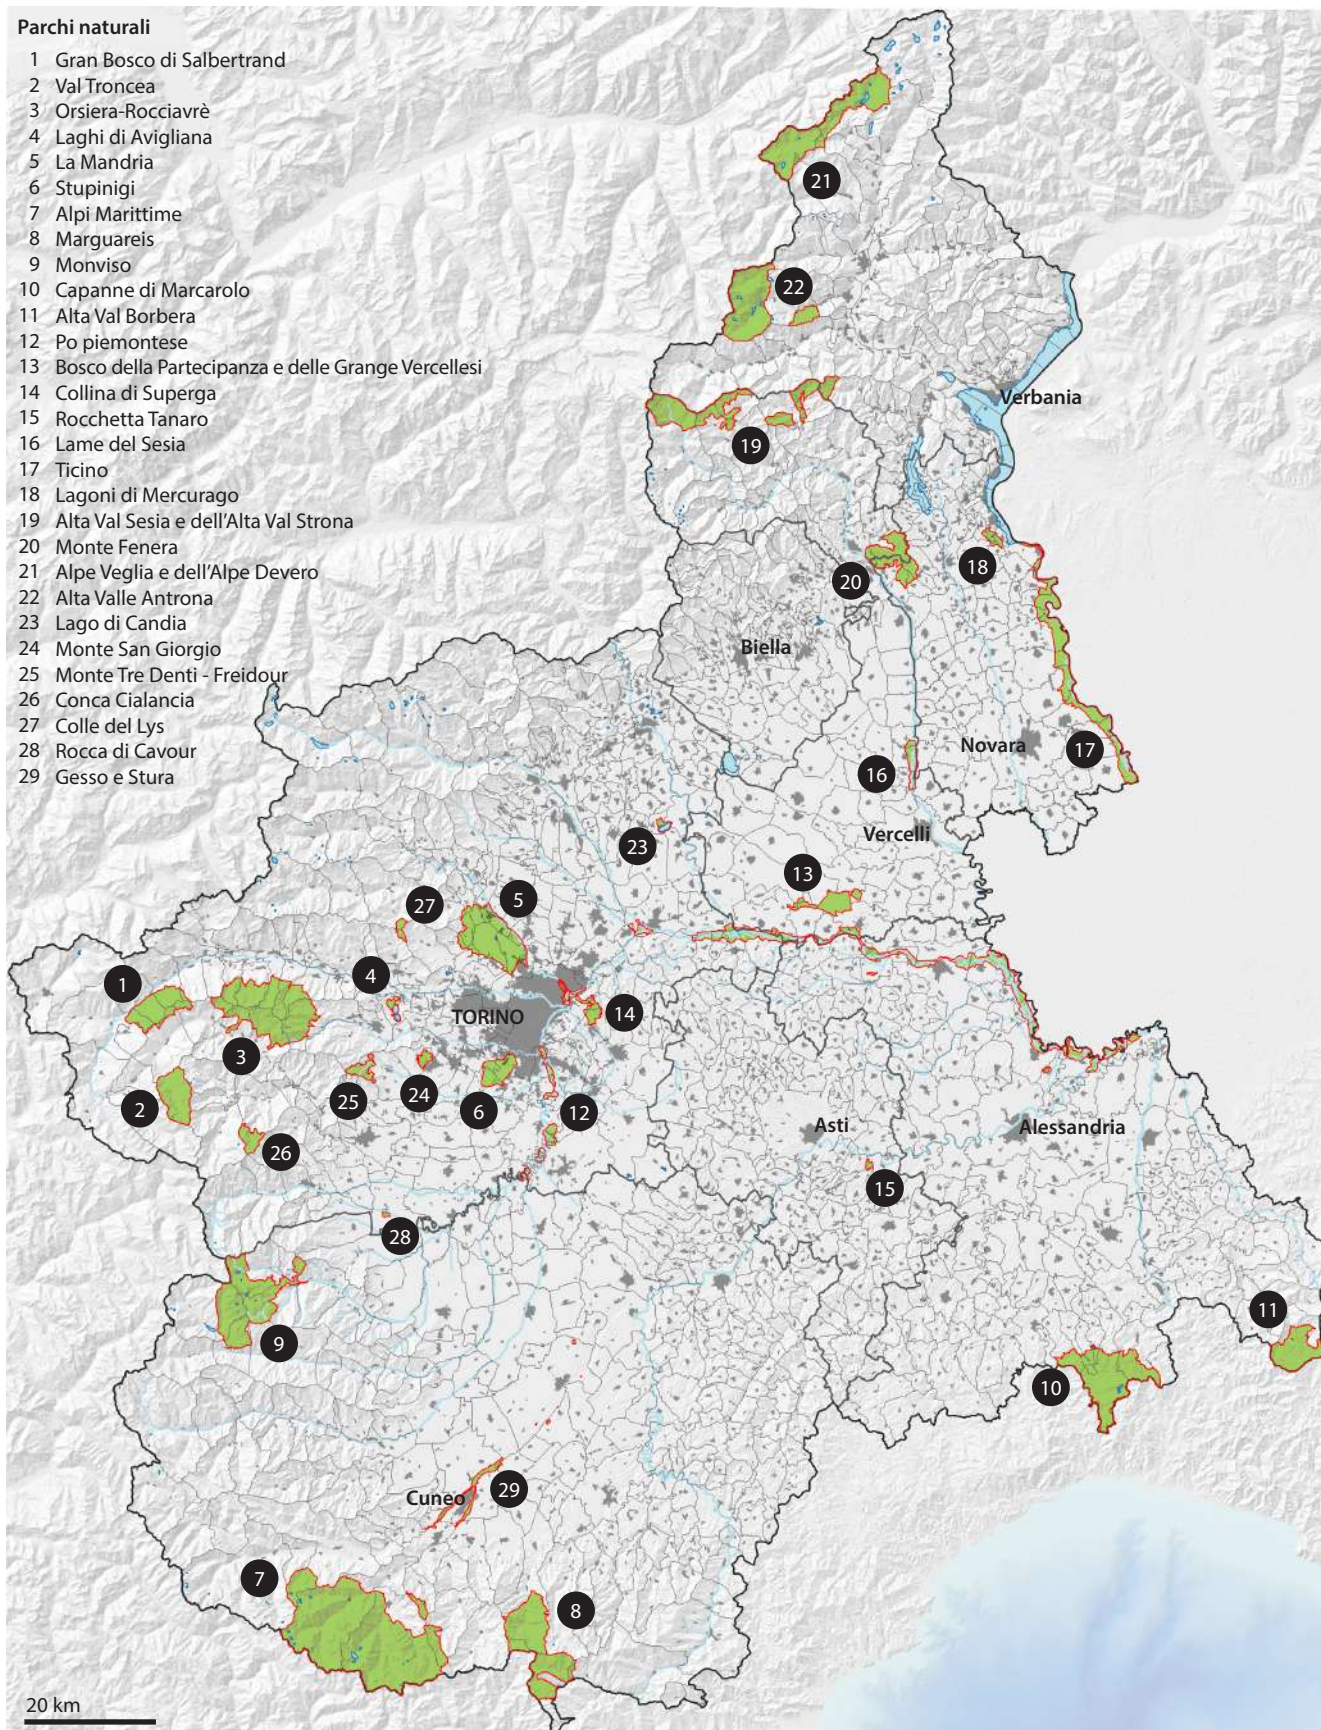 Parchi naturali
1 Gran Bosco di Salbertrand
2 Val Troncea
3 Orsiera-Rocciavrè
4 Laghi di Avigliana
5 La Mandria
6 Stupinigi
7 Alpi Marittime
8 Marguareis
9 Monviso
10 Capanne di Marcarolo
11 Alta Val Borbera
12 Po piemontese
13 Bosco della Partecipanza e delle Grange Vercellesi
14 Collina di Superga
15 Rocchetta Tanaro
16 Lame del Sesia
17 Ticino
18 Lagoni di Mercurago
19 Alta Val Sesia e dell'Alta Val Strona
20 Monte Fenera
21 Alpe Veglia e dell'Alpe Devero
22 Alta Valle Antrona
23 Lago di Candia
24 Monte San Giorgio
25 Monte Tre Denti - Freidour
26 Conca Cialancia
27 Colle del Lys
28 Rocca di Cavour
29 Gesso e Stura
21
22
Verbania
19
20
18
Biella
Novara
17
16
Vercelli
23
13
27
5
1
4
TORINO
14
3
2
25
24
6
12
Asti
Alessandria
26
15
28
11
9
10
Cuneo
29
7
8
20 km